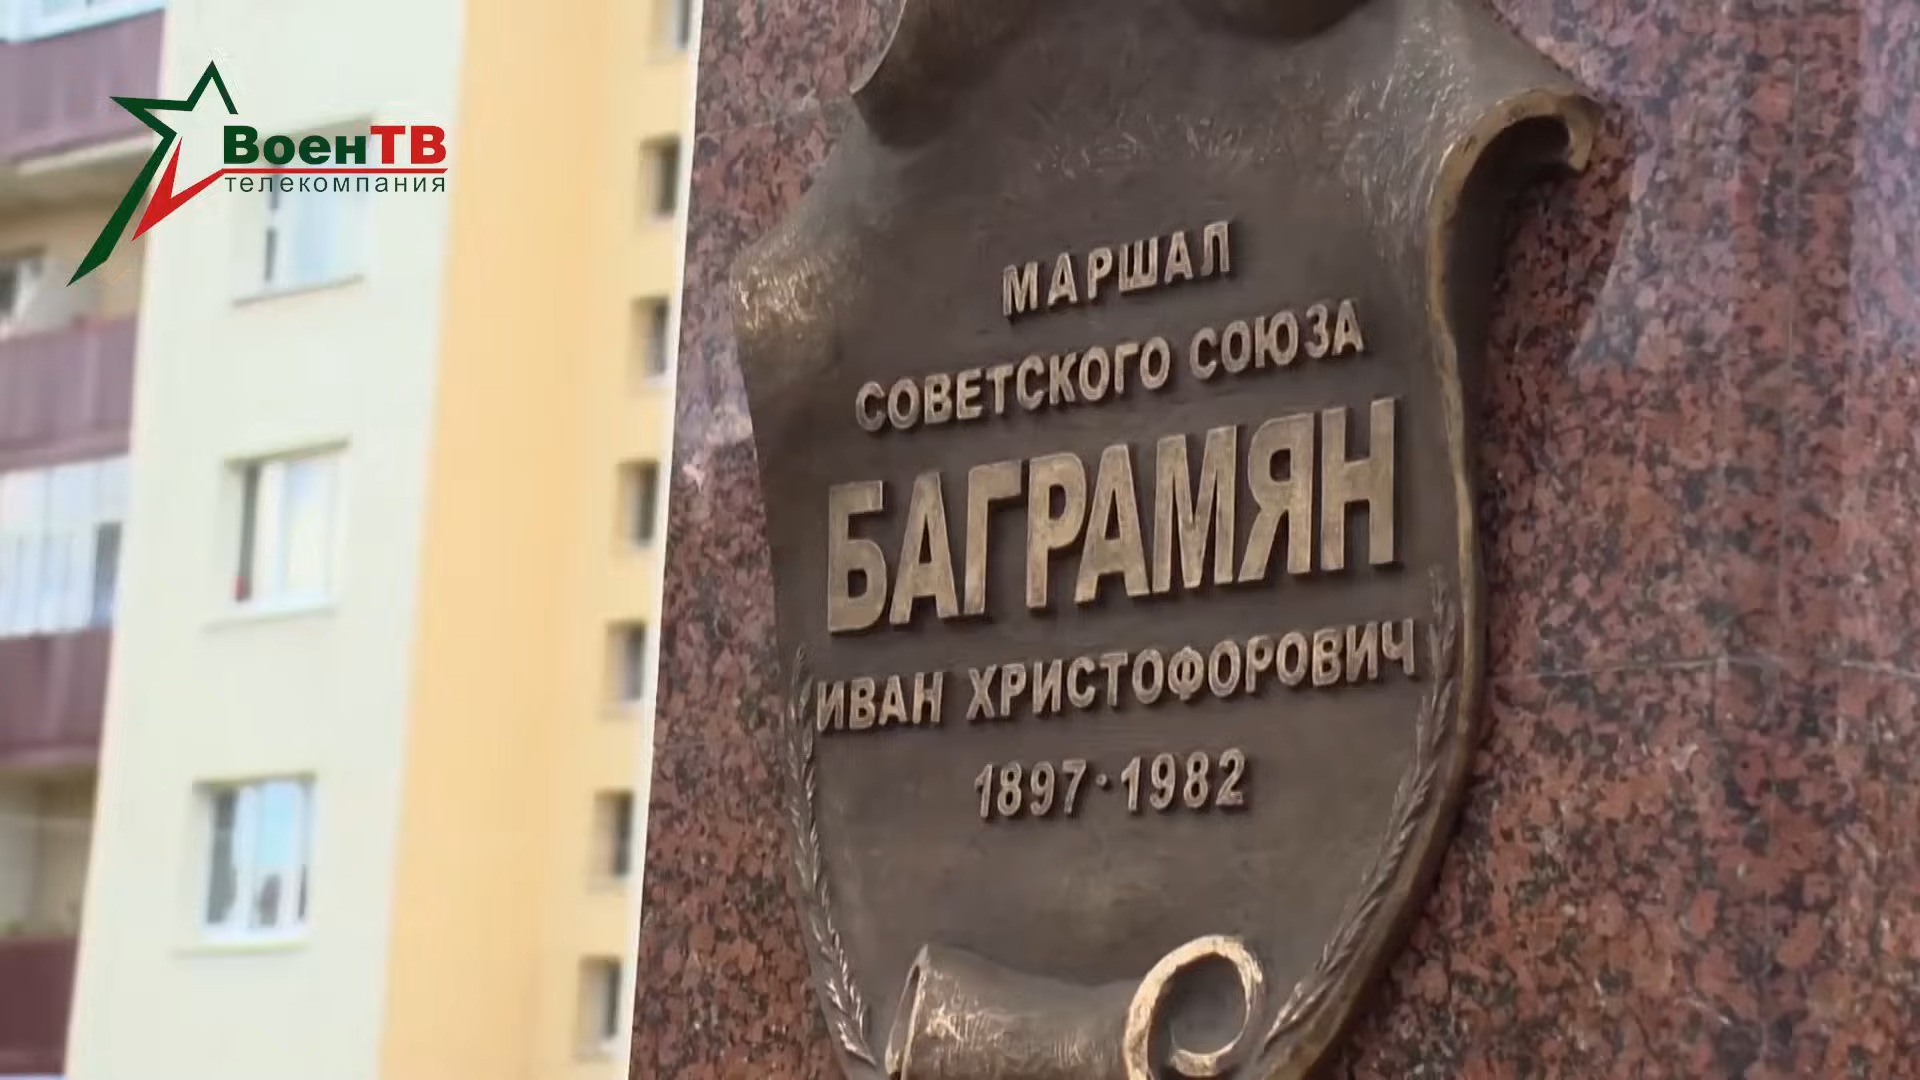 ВоенТВ
телекомпания
МАРШАЛ
СОВЕТСКОГО СОЮЗА
БАГРАМЯН
ИВАН ХРИСТОФОРОВИЧ
1897·1982